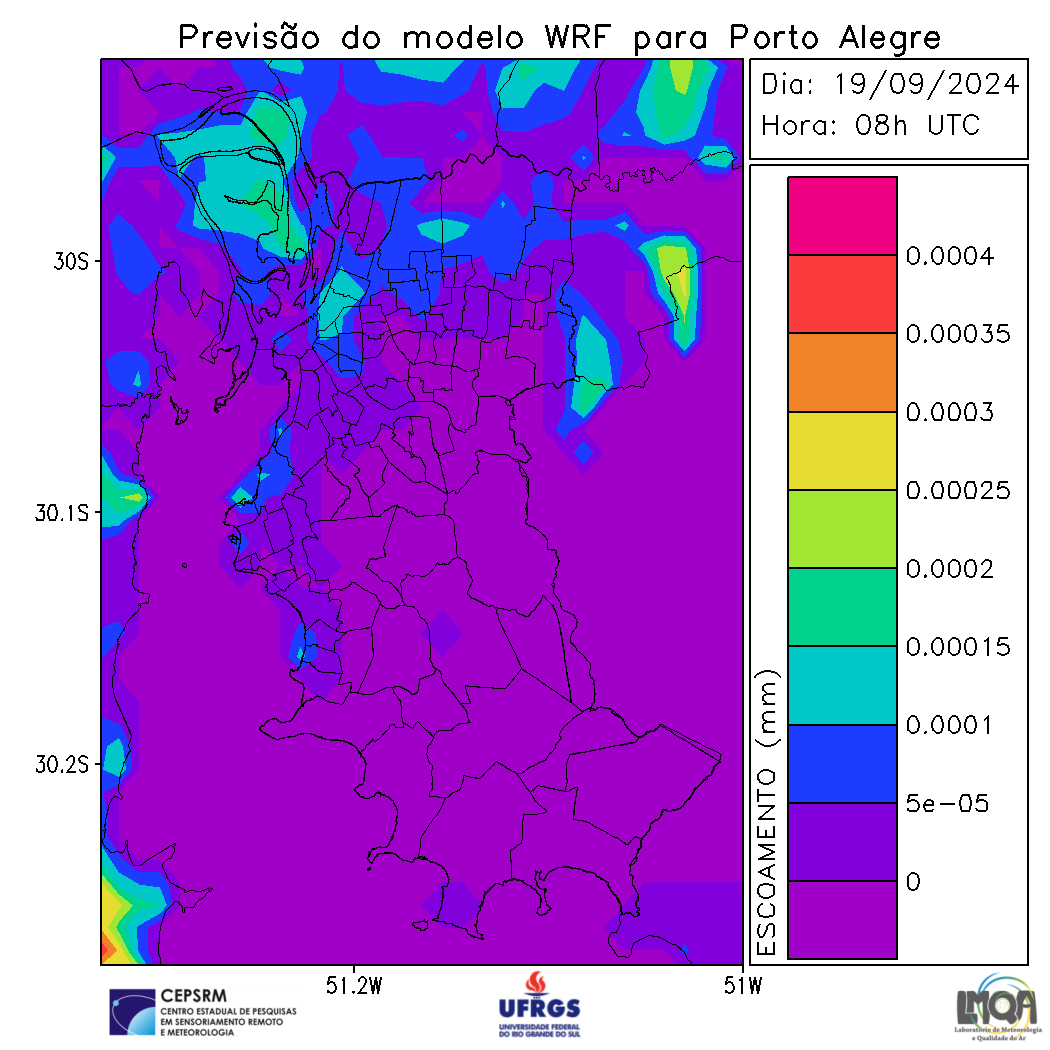 Previsão do modelo WRF para Porto Alegre
Dia: 19/09/2024
Hora: 08h UTC
30S
30.1S
30.2S
51.2W
51W
ESCOAMENTO (mm)
0.0004
0.00035
0.0003
0.00025
0.0002
0.00015
0.0001
5e-05
0
CEPSRM
CENTRO ESTADUAL DE PESQUISAS
EM SENSORIAMENTO REMOTO
E METEOROLOGIA
UFRGS
UNIVERSIDADE FEDERAL
DO RIO GRANDE DO SUL
LMQA
Laboratório de Meteorologia
e Qualidade do Ar